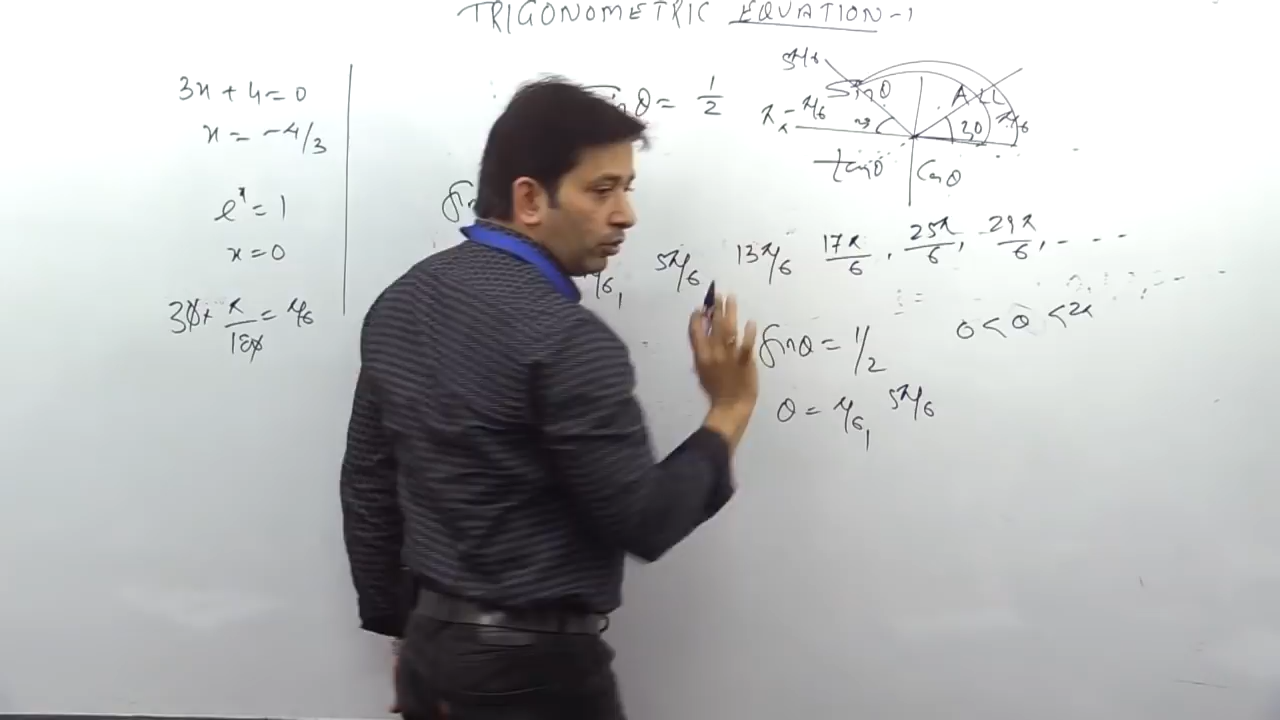 TRIGONOMETRIC EQUATION-1
3x + 4 = 0
x = -4/3
e^x = 1
x = 0
30 × π/180 = π/6
θ = 1/2
5π/6
Sinθ
ALL
π - π/6
30
π/6
tanθ
Cosθ
π/6, 5π/6 13π/6 17π/6, 25π/6, 29π/6, ----
Sinθ = 1/2
0 < θ < 2π
θ = π/6, 5π/6